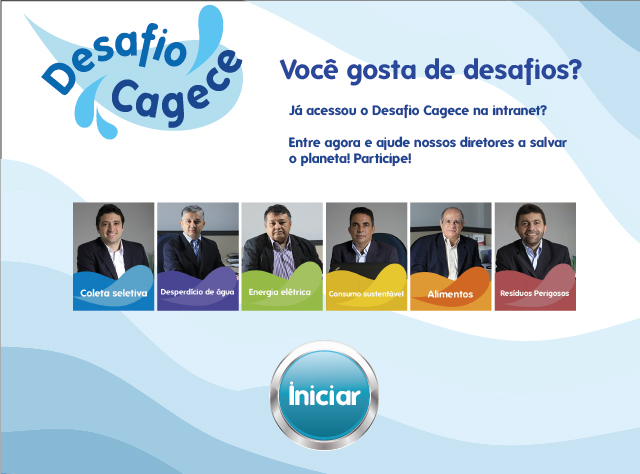 Desafio
Cagece
Você gosta de desafios?
Já acessou o Desafio Cagece na intranet?
Entre agora e ajude nossos diretores a salvar
o planeta! Participe!
Coleta seletiva
Desperdício de água
Energia elétrica
Consumo sustentável
Alimentos
Resíduos Perigosos
Iniciar